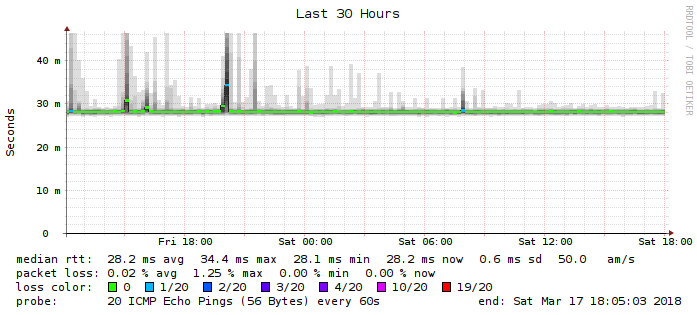 Last 30 Hours
RRDTOOL / TOBI OETIKER
Seconds
40 m
30 m
20 m
10 m
0
Fri 18:00 Sat 00:00 Sat 06:00 Sat 12:00 Sat 18:00
median rtt: 28.2 ms avg 34.4 ms max 28.1 ms min 28.2 ms now 0.6 ms sd 50.0 am/s
packet loss: 0.02 % avg 1.25 % max 0.00 % min 0.00 % now
loss color: 0 1/20 2/20 3/20 4/20 10/20 19/20
probe: 20 ICMP Echo Pings (56 Bytes) every 60s end: Sat Mar 17 18:05:03 2018